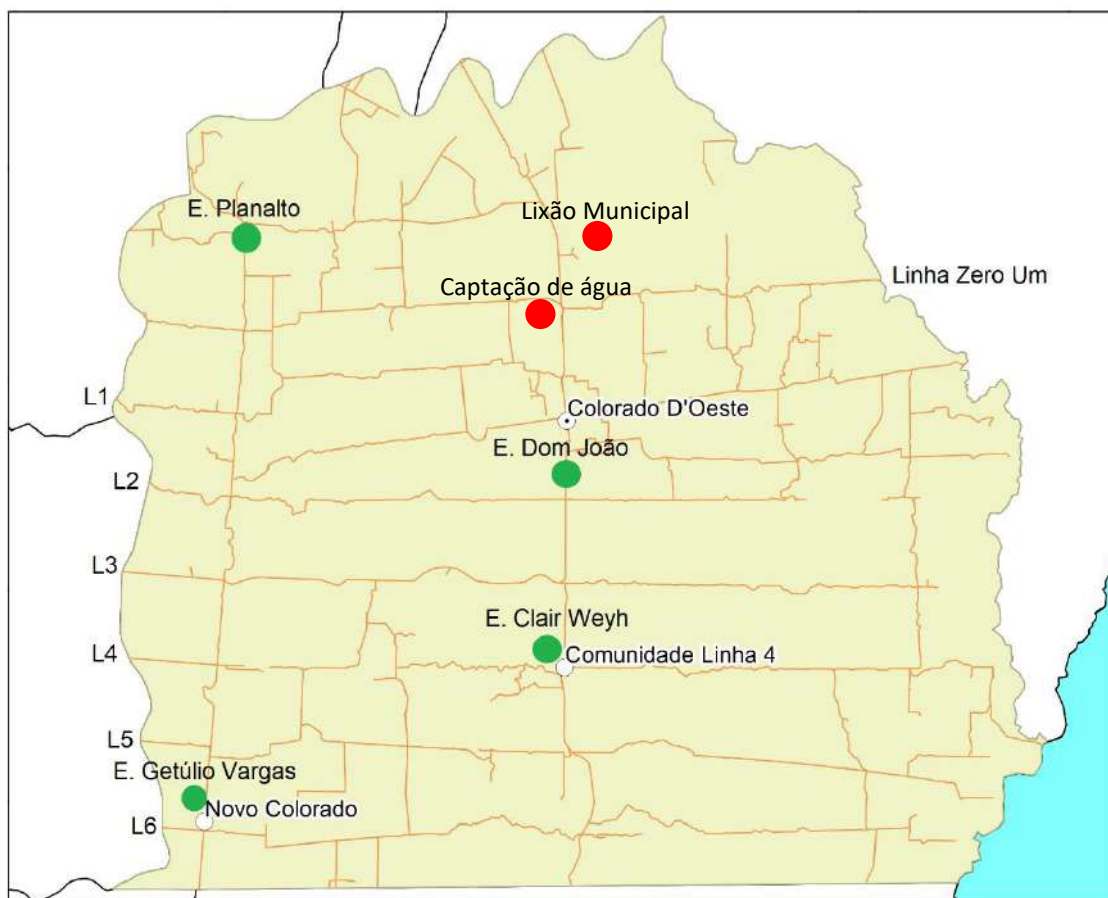 E. Planalto
Lixão Municipal
Linha Zero Um
Captação de água
L1
Colorado D'Oeste
E. Dom João
L2
L3
E. Clair Weyh
L4
Comunidade Linha 4
L5
E. Getúlio Vargas
Novo Colorado
L6